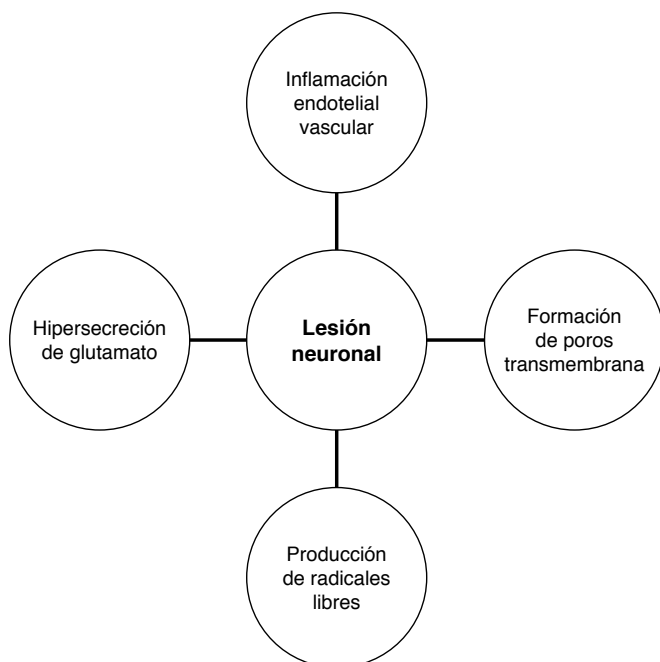 Inflamación
endotelial
vascular
Hipersecreción
de glutamato
Lesión
neuronal
Formación
de poros
transmembrana
Producción
de radicales
libres